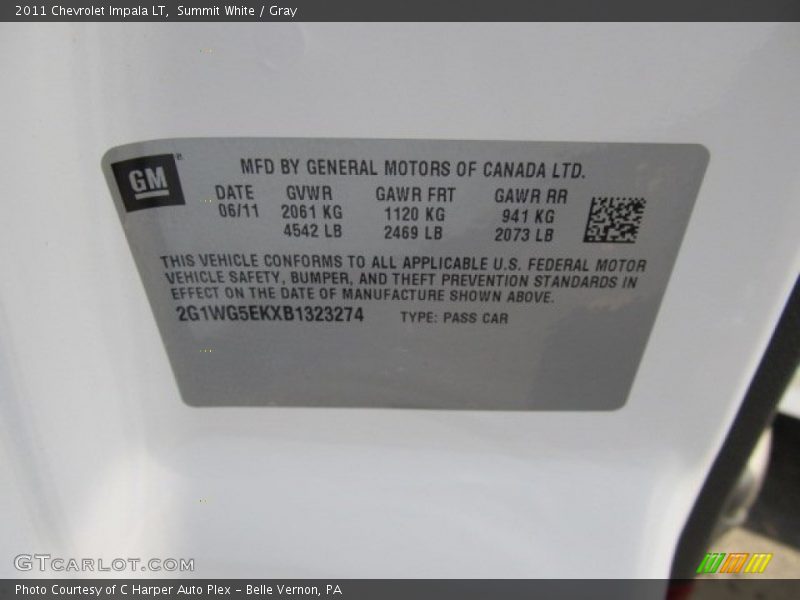 2011 Chevrolet Impala LT, Summit White / Gray
GM
MFD BY GENERAL MOTORS OF CANADA LTD.
DATE GVWR GAWR FRT GAWR RR
06/11 2061 KG 1120 KG 941 KG
4542 LB 2469 LB 2073 LB
THIS VEHICLE CONFORMS TO ALL APPLICABLE U.S. FEDERAL MOTOR
VEHICLE SAFETY, BUMPER, AND THEFT PREVENTION STANDARDS IN
EFFECT ON THE DATE OF MANUFACTURE SHOWN ABOVE.
2G1WG5EKXB1323274 TYPE: PASS CAR
GTCARLOT.COM
Photo Courtesy of C Harper Auto Plex - Belle Vernon, PA